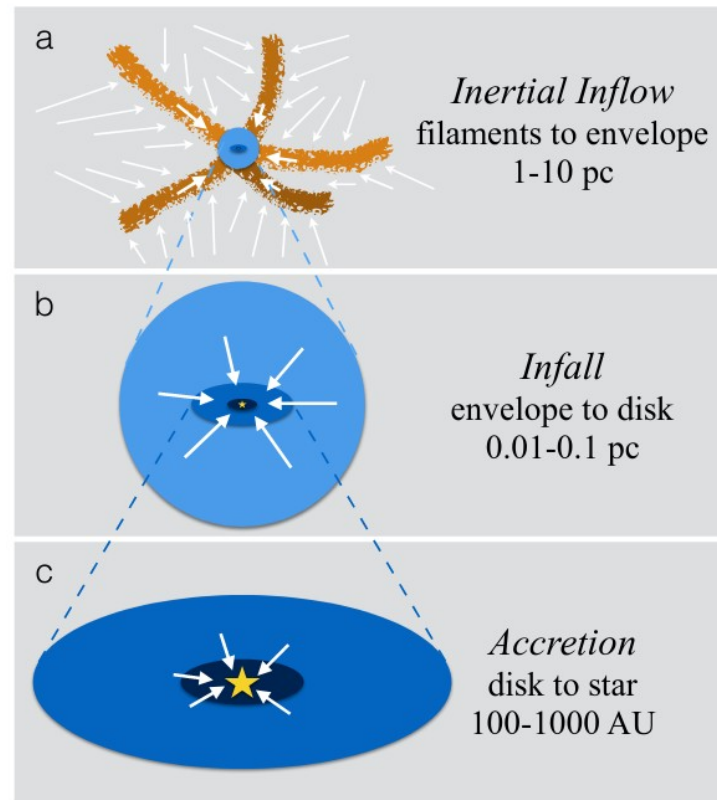 a
Inertial Inflow
filaments to envelope
1-10 pc
b
Infall
envelope to disk
0.01-0.1 pc
c
Accretion
disk to star
100-1000 AU